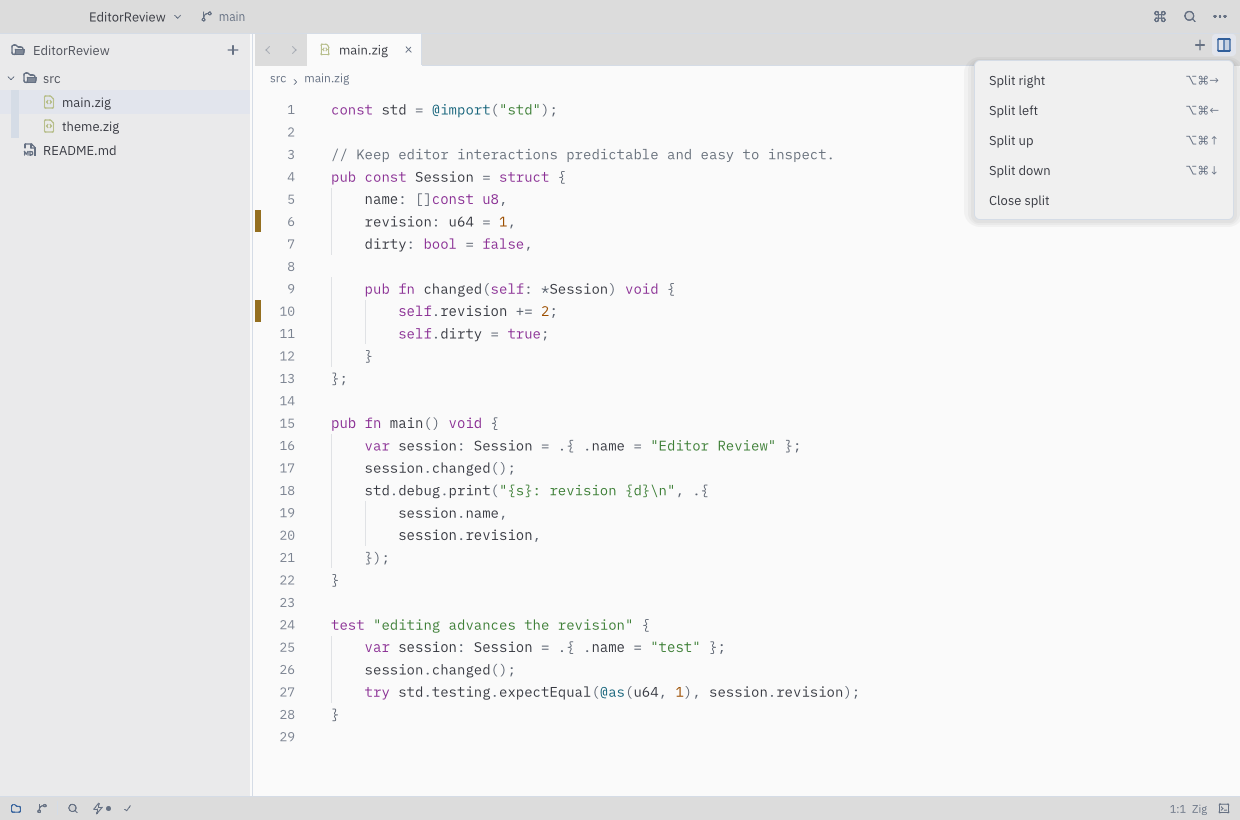 EditorReview main
EditorReview
src
main.zig
theme.zig
README.md
main.zig
src › main.zig
Split right ⌥⌘→
Split left ⌥⌘←
Split up ⌥⌘↑
Split down ⌥⌘↓
Close split
1 const std = @import("std");
2
3 // Keep editor interactions predictable and easy to inspect.
4 pub const Session = struct {
5     name: []const u8,
6     revision: u64 = 1,
7     dirty: bool = false,
8
9     pub fn changed(self: *Session) void {
10         self.revision += 2;
11         self.dirty = true;
12     }
13 };
14
15 pub fn main() void {
16     var session: Session = .{ .name = "Editor Review" };
17     session.changed();
18     std.debug.print("{s}: revision {d}\n", .{
19         session.name,
20         session.revision,
21     });
22 }
23
24 test "editing advances the revision" {
25     var session: Session = .{ .name = "test" };
26     session.changed();
27     try std.testing.expectEqual(@as(u64, 1), session.revision);
28 }
29
1:1 Zig